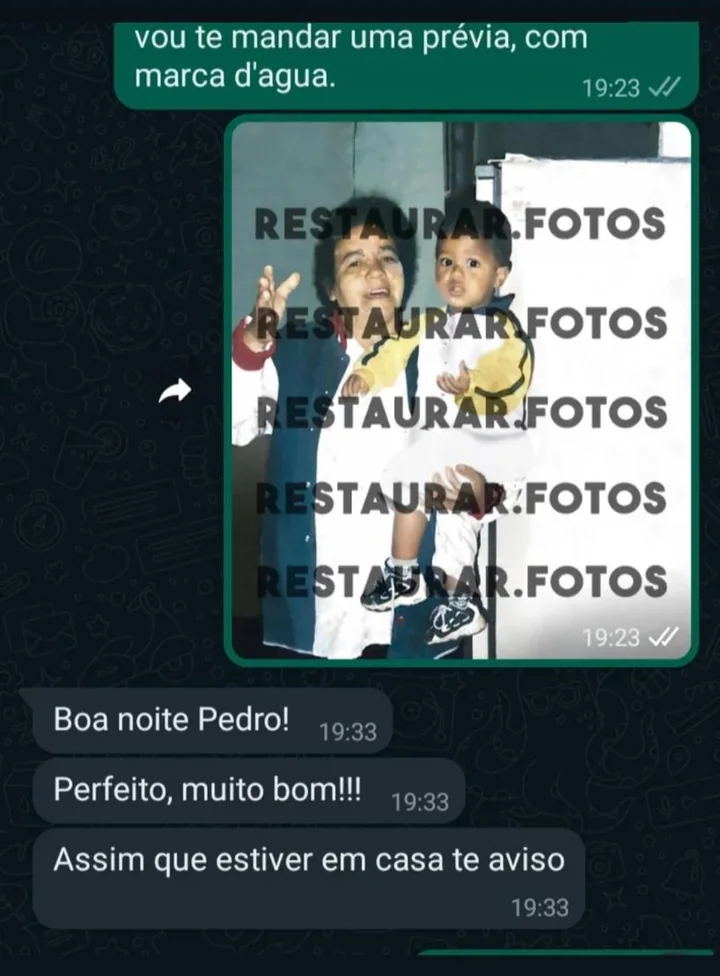 vou te mandar uma prévia, com
marca d'agua.
19:23
RESTAURAR.FOTOS
RESTAURAR.FOTOS
RESTAURAR.FOTOS
RESTAURAR.FOTOS
RESTAURAR.FOTOS
19:23
Boa noite Pedro!
19:33
Perfeito, muito bom!!!
19:33
Assim que estiver em casa te aviso
19:33